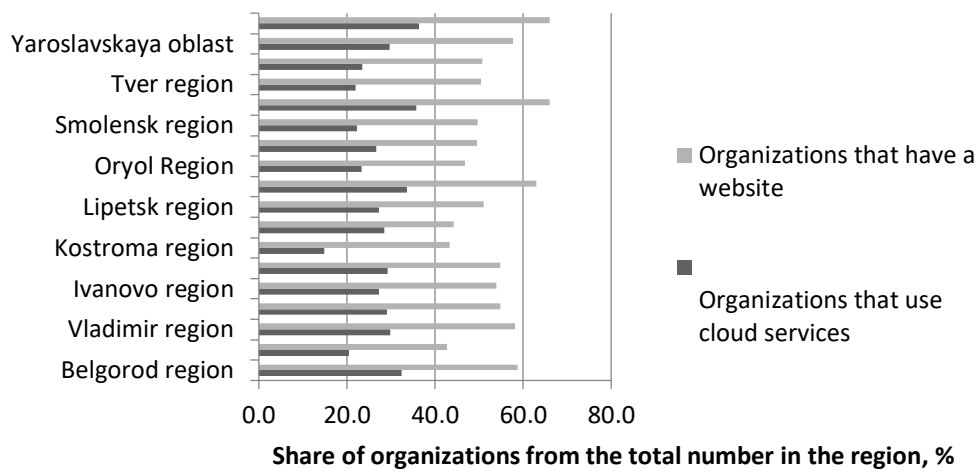 Yaroslavskaya oblast
Tver region
Smolensk region
Oryol Region
Lipetsk region
Kostroma region
Ivanovo region
Vladimir region
Belgorod region
0.0 20.0 40.0 60.0 80.0
Share of organizations from the total number in the region, %
Organizations that have a
website
Organizations that use
cloud services